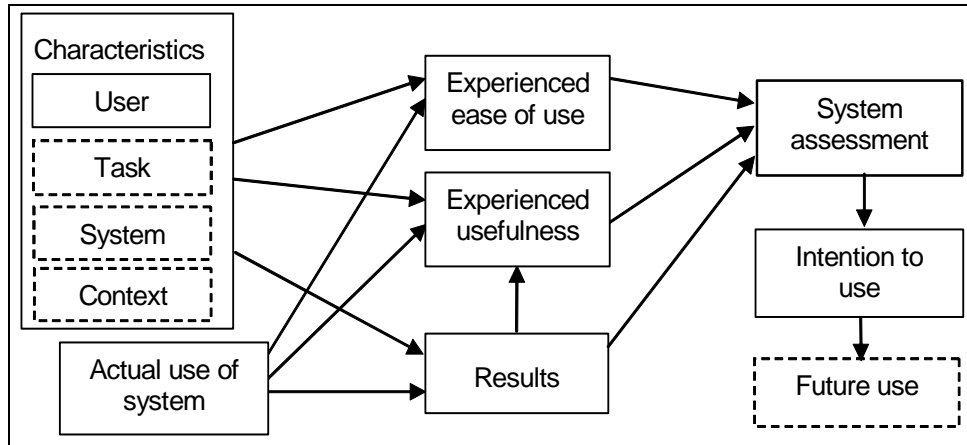 Characteristics
User
Task
System
Context
Actual use of
system
Experienced
ease of use
Experienced
usefulness
Results
System
assessment
Intention to
use
Future use